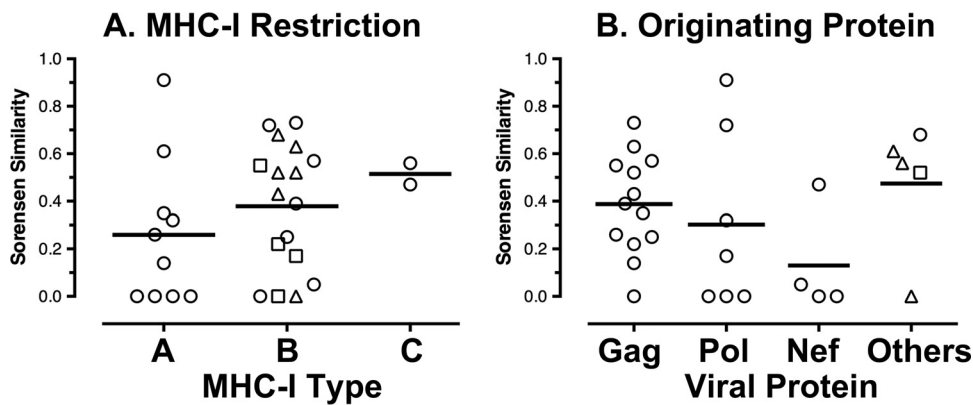 A. MHC-I Restriction
Sorensen Similarity
1.0
0.8
0.6
0.4
0.2
0.0
A B C
MHC-I Type
B. Originating Protein
Sorensen Similarity
1.0
0.8
0.6
0.4
0.2
0.0
Gag Pol Nef Others
Viral Protein